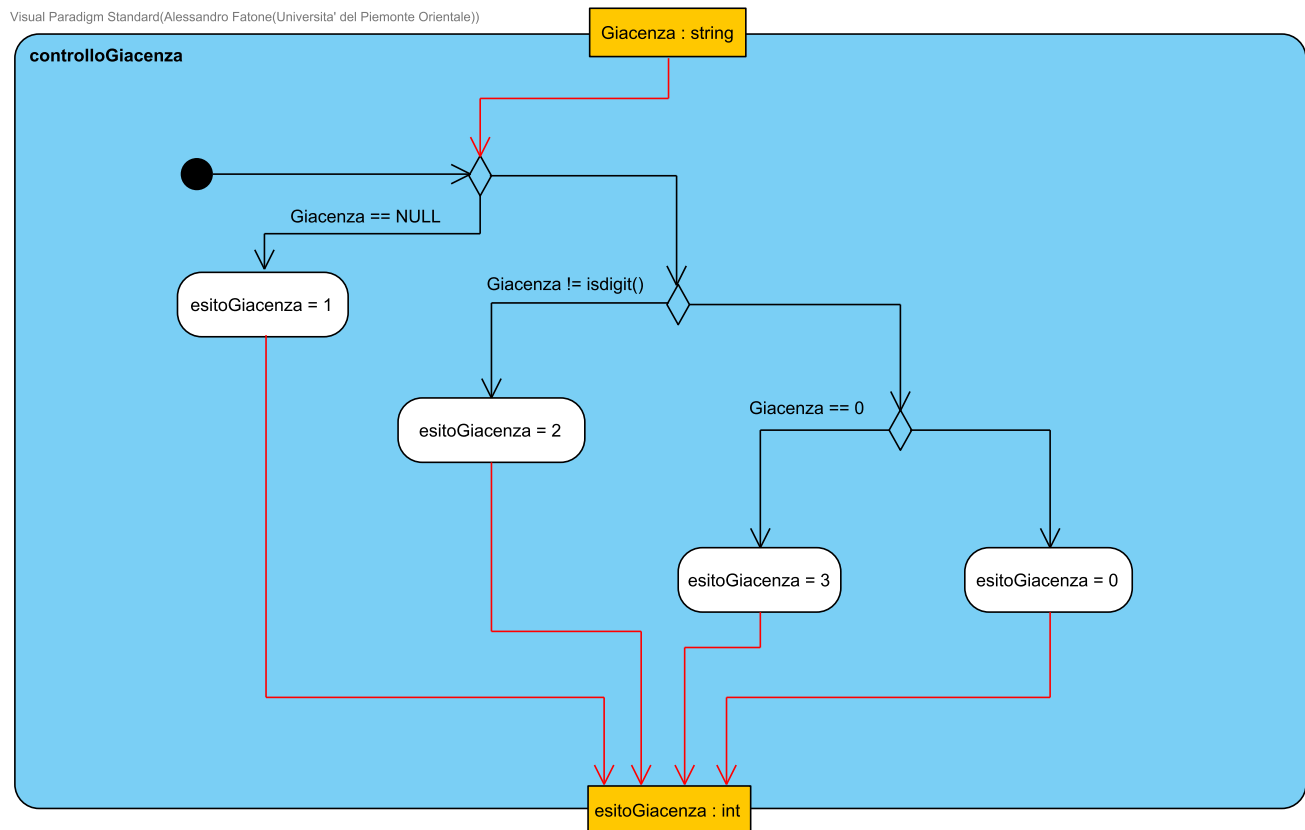 Visual Paradigm Standard(Alessandro Fatone(Universita' del Piemonte Orientale))
Giacenza : string
controlloGiacenza
Giacenza == NULL
Giacenza != isdigit()
esitoGiacenza = 1
Giacenza == 0
esitoGiacenza = 2
esitoGiacenza = 3
esitoGiacenza = 0
esitoGiacenza : int